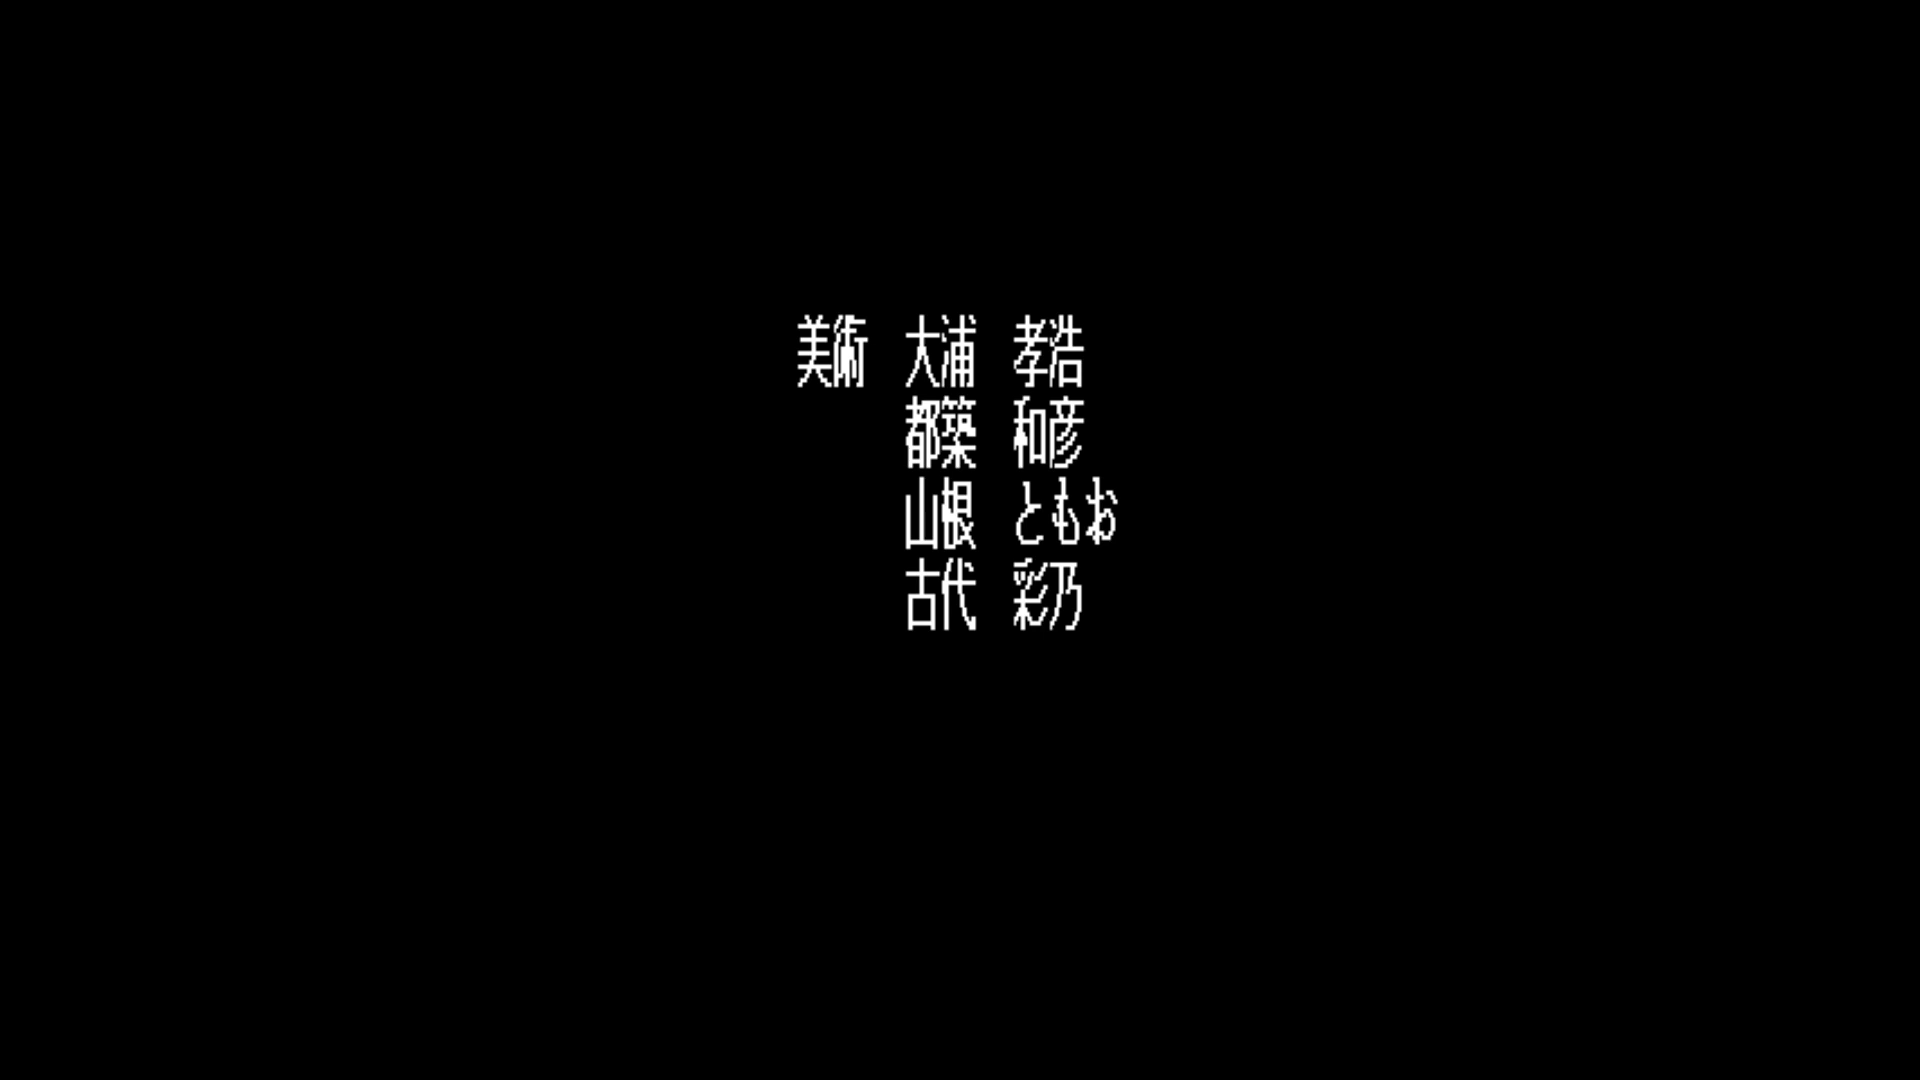 美術 大浦 孝浩
都築 和彦
山根 ともお
古代 彩乃